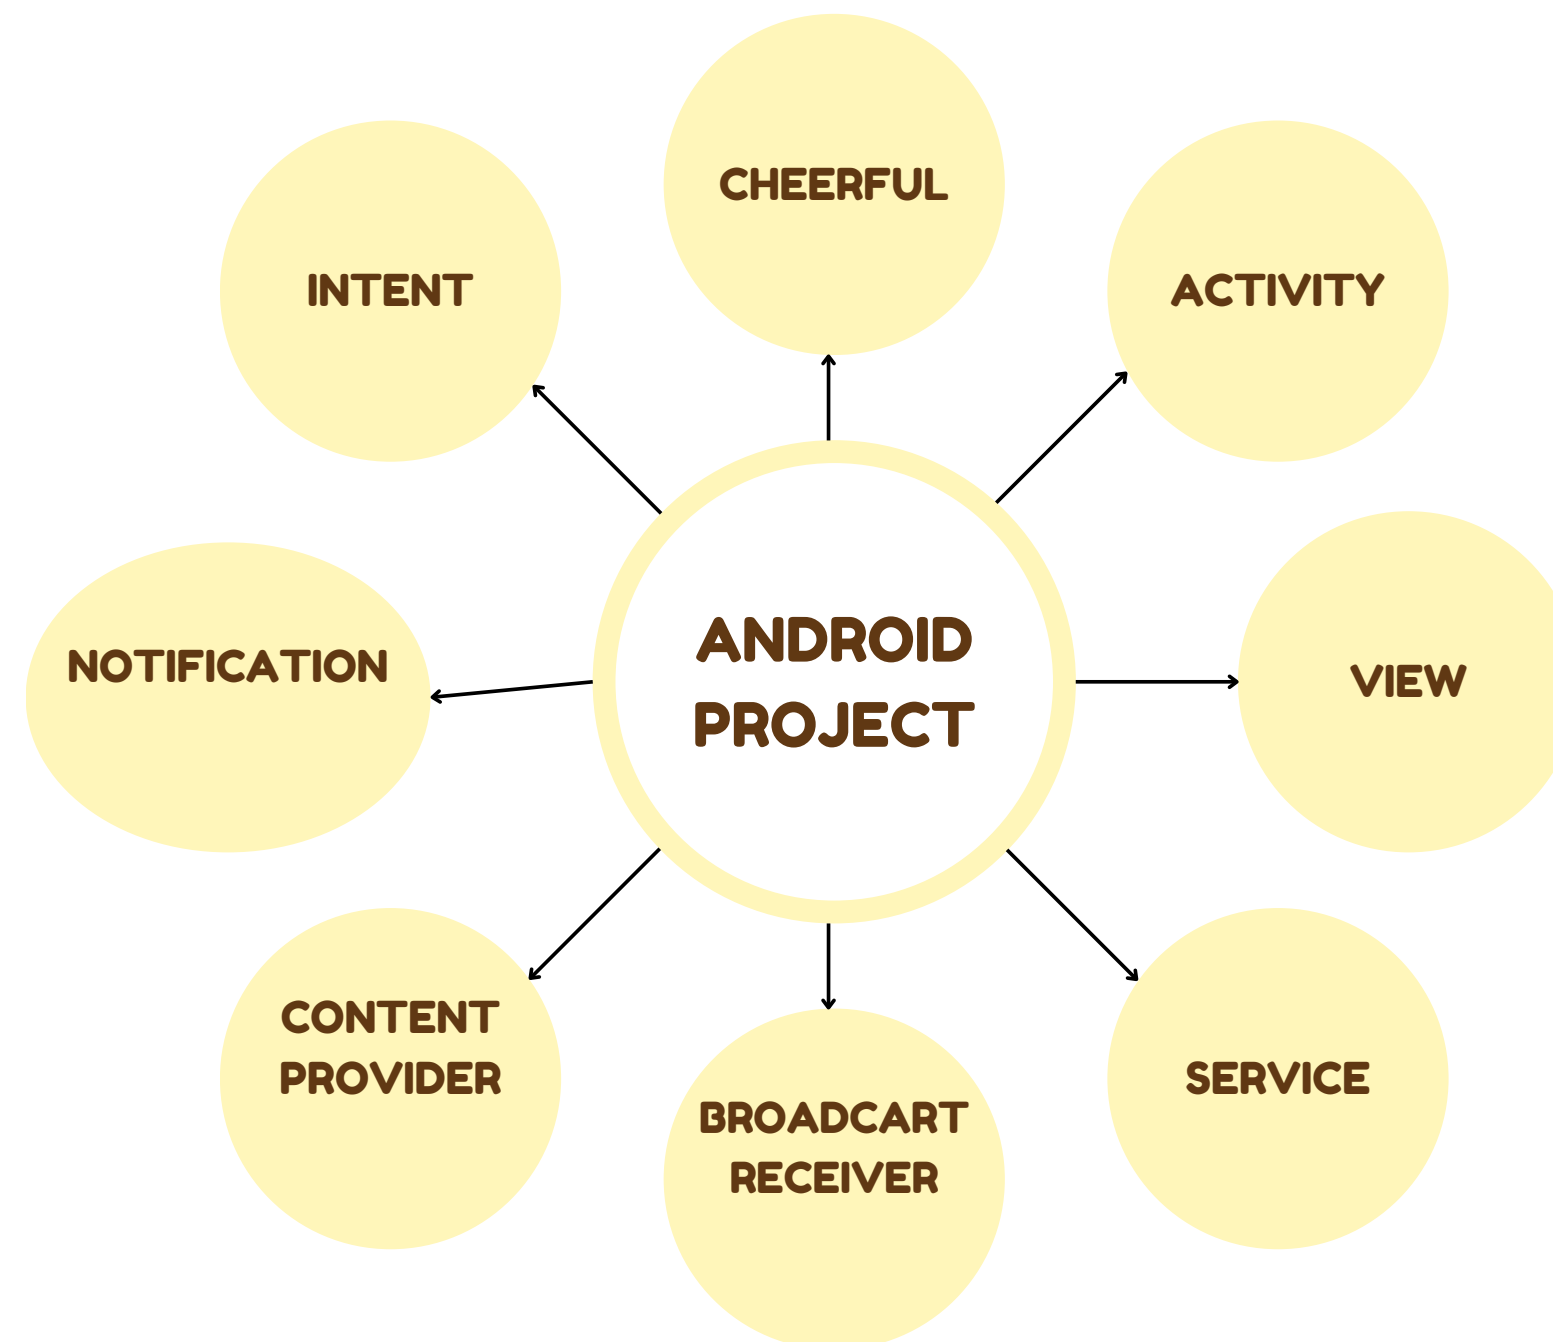 CHEERFUL
INTENT
ACTIVITY
NOTIFICATION
ANDROID
PROJECT
VIEW
CONTENT
PROVIDER
SERVICE
BROADCART
RECEIVER